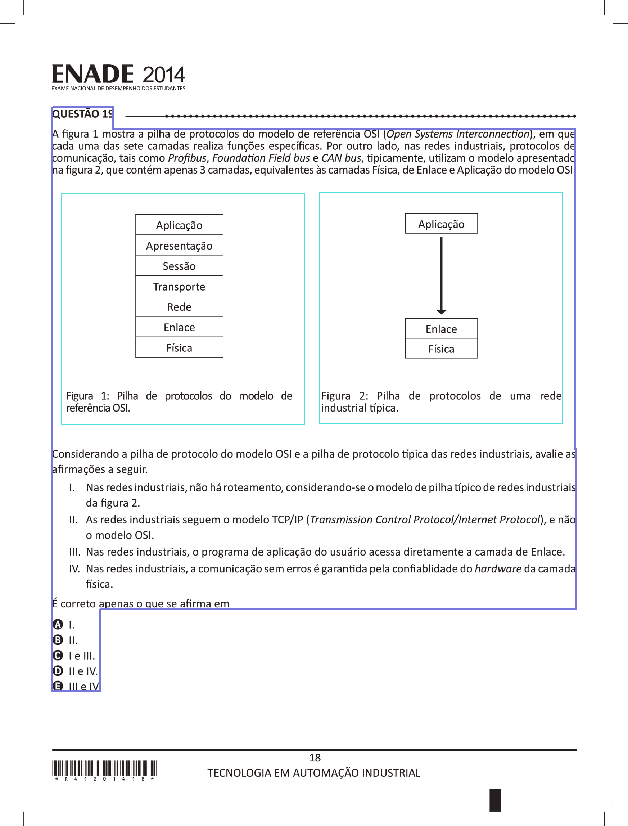 ENADE 2014
EXAME NACIONAL DE DESEMPENHO DOS ESTUDANTES
QUESTÃO 19
A figura 1 mostra a pilha de protocolos do modelo de referência OSI (Open Systems Interconnection), em que
cada uma das sete camadas realiza funções específicas. Por outro lado, nas redes industriais, protocolos de
comunicação, tais como Profibus, Foundation Field bus e CAN bus, tipicamente, utilizam o modelo apresentado
na figura 2, que contém apenas 3 camadas, equivalentes às camadas Física, de Enlace e Aplicação do modelo OSI
Aplicação
Apresentação
Sessão
Transporte
Rede
Enlace
Física
Figura 1: Pilha de protocolos do modelo de
referência OSI.
Aplicação
Enlace
Física
Figura 2: Pilha de protocolos de uma rede
industrial típica.
Considerando a pilha de protocolo do modelo OSI e a pilha de protocolo típica das redes industriais, avalie as
afirmações a seguir.
I. Nas redes industriais, não há roteamento, considerando-se o modelo de pilha típico de redes industriais
da figura 2.
II. As redes industriais seguem o modelo TCP/IP (Transmission Control Protocol/Internet Protocol), e não
o modelo OSI.
III. Nas redes industriais, o programa de aplicação do usuário acessa diretamente a camada de Enlace.
IV. Nas redes industriais, a comunicação sem erros é garantida pela confiablidade do hardware da camada
física.
É correto apenas o que se afirma em
A I.
B II.
C I e III.
D II e IV.
E III e IV
18
*R41201418*
TECNOLOGIA EM AUTOMAÇÃO INDUSTRIAL